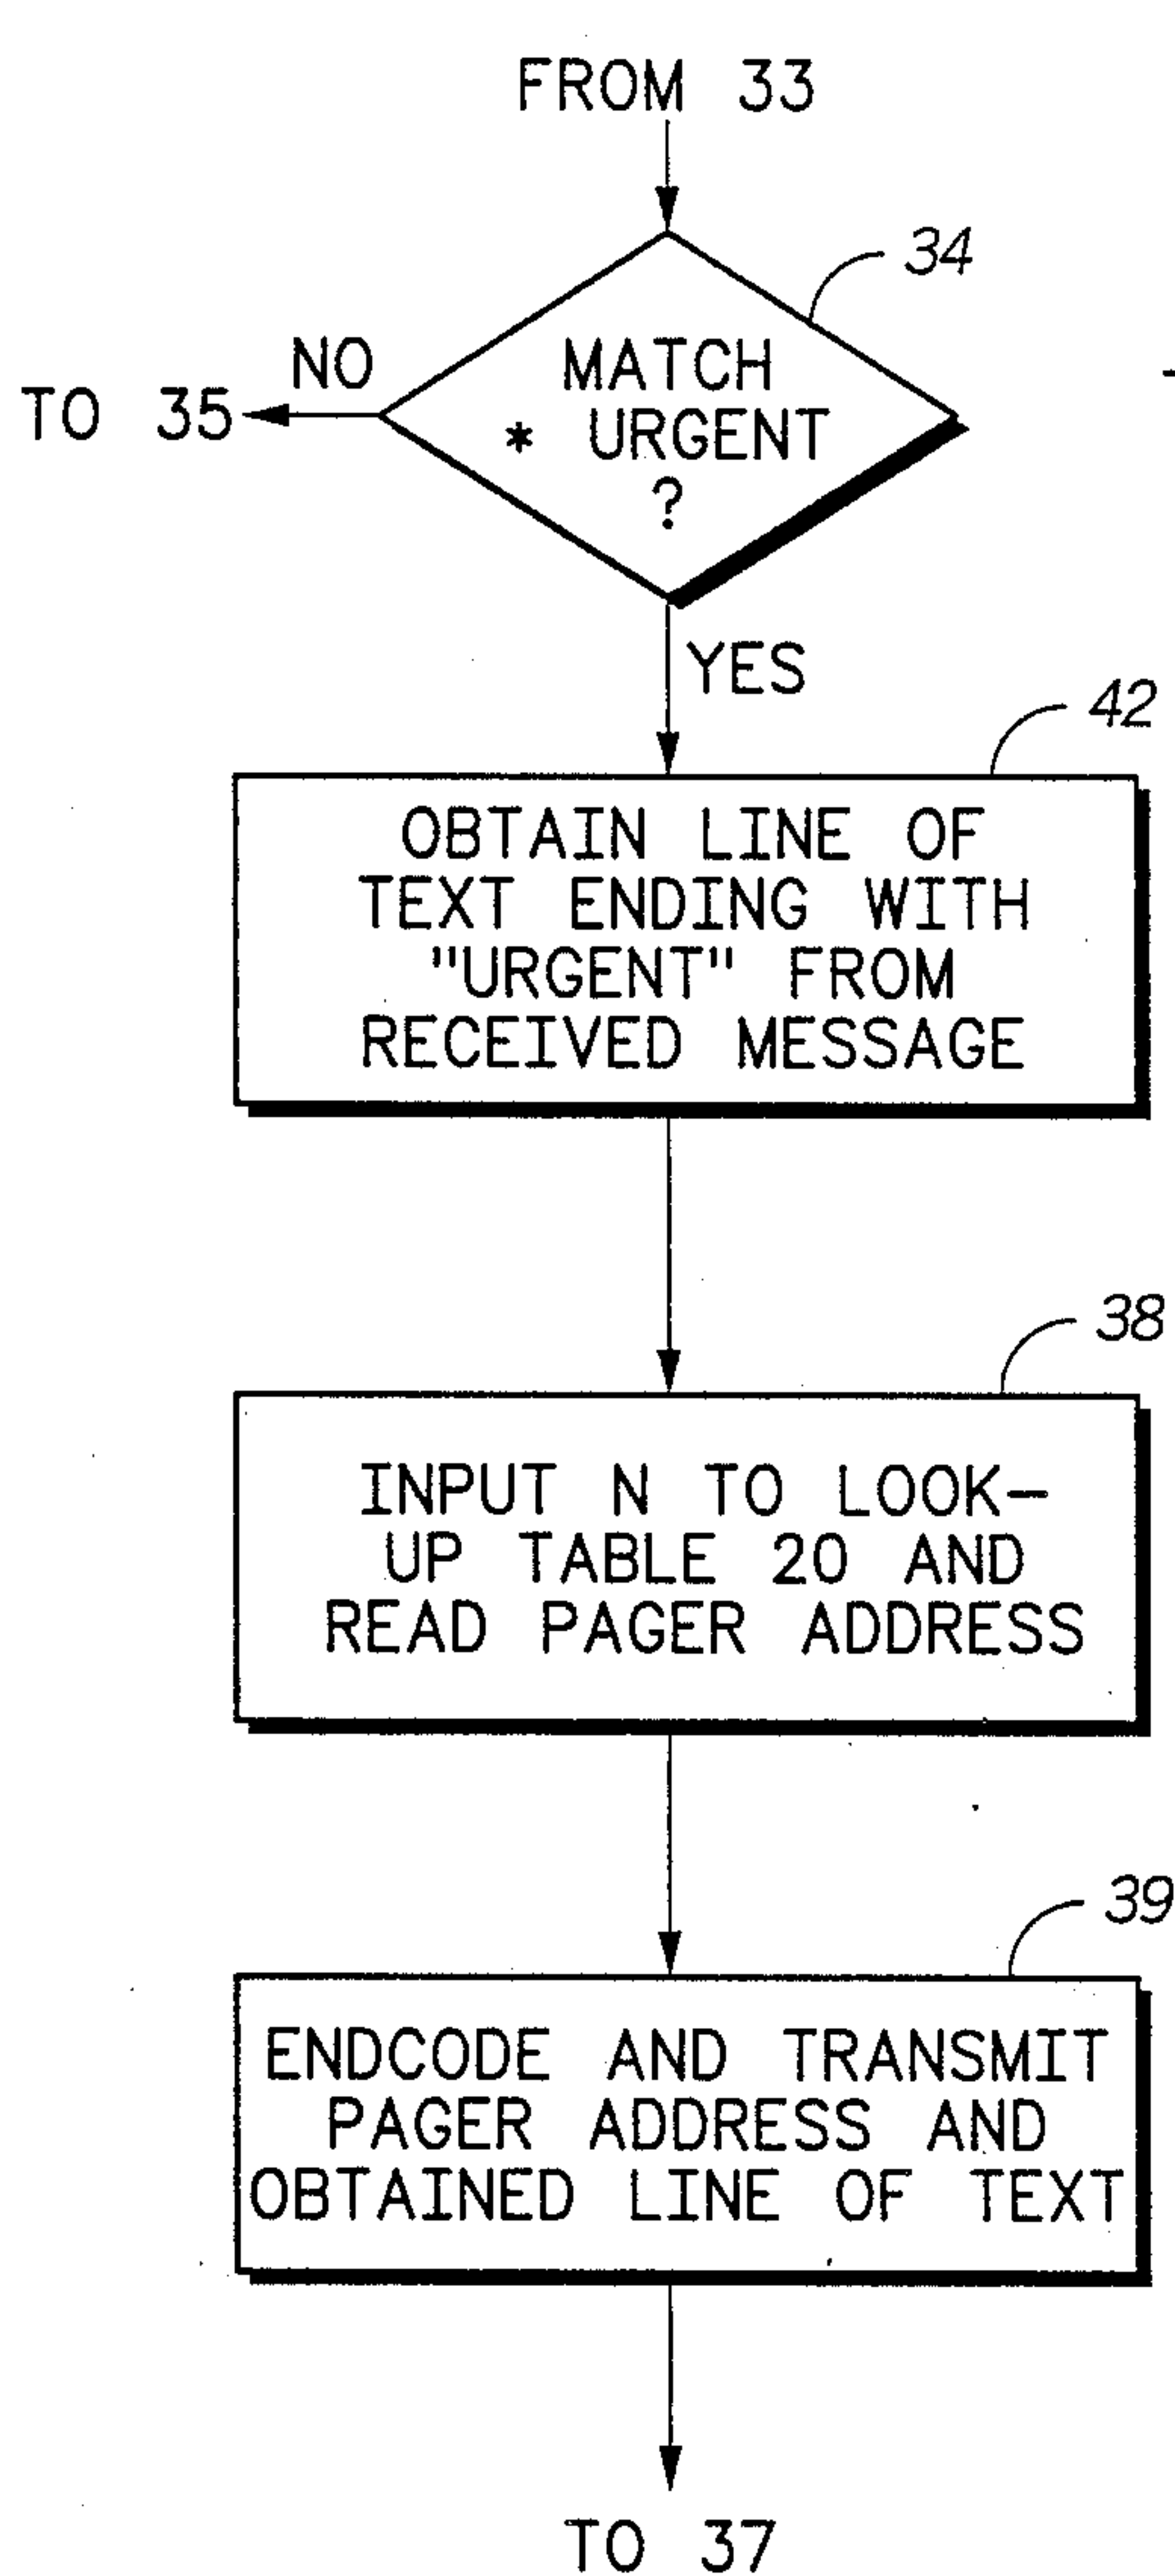 FROM 33
34
MATCH
NO
TO 35
* URGENT
?
YES
42
OBTAIN LINE OF
TEXT ENDING WITH
"URGENT" FROM
RECEIVED MESSAGE
38
INPUT N TO LOOK-
UP TABLE 20 AND
READ PAGER ADDRESS
39
ENDCODE AND TRANSMIT
PAGER ADDRESS AND
OBTAINED LINE OF TEXT
TO 37